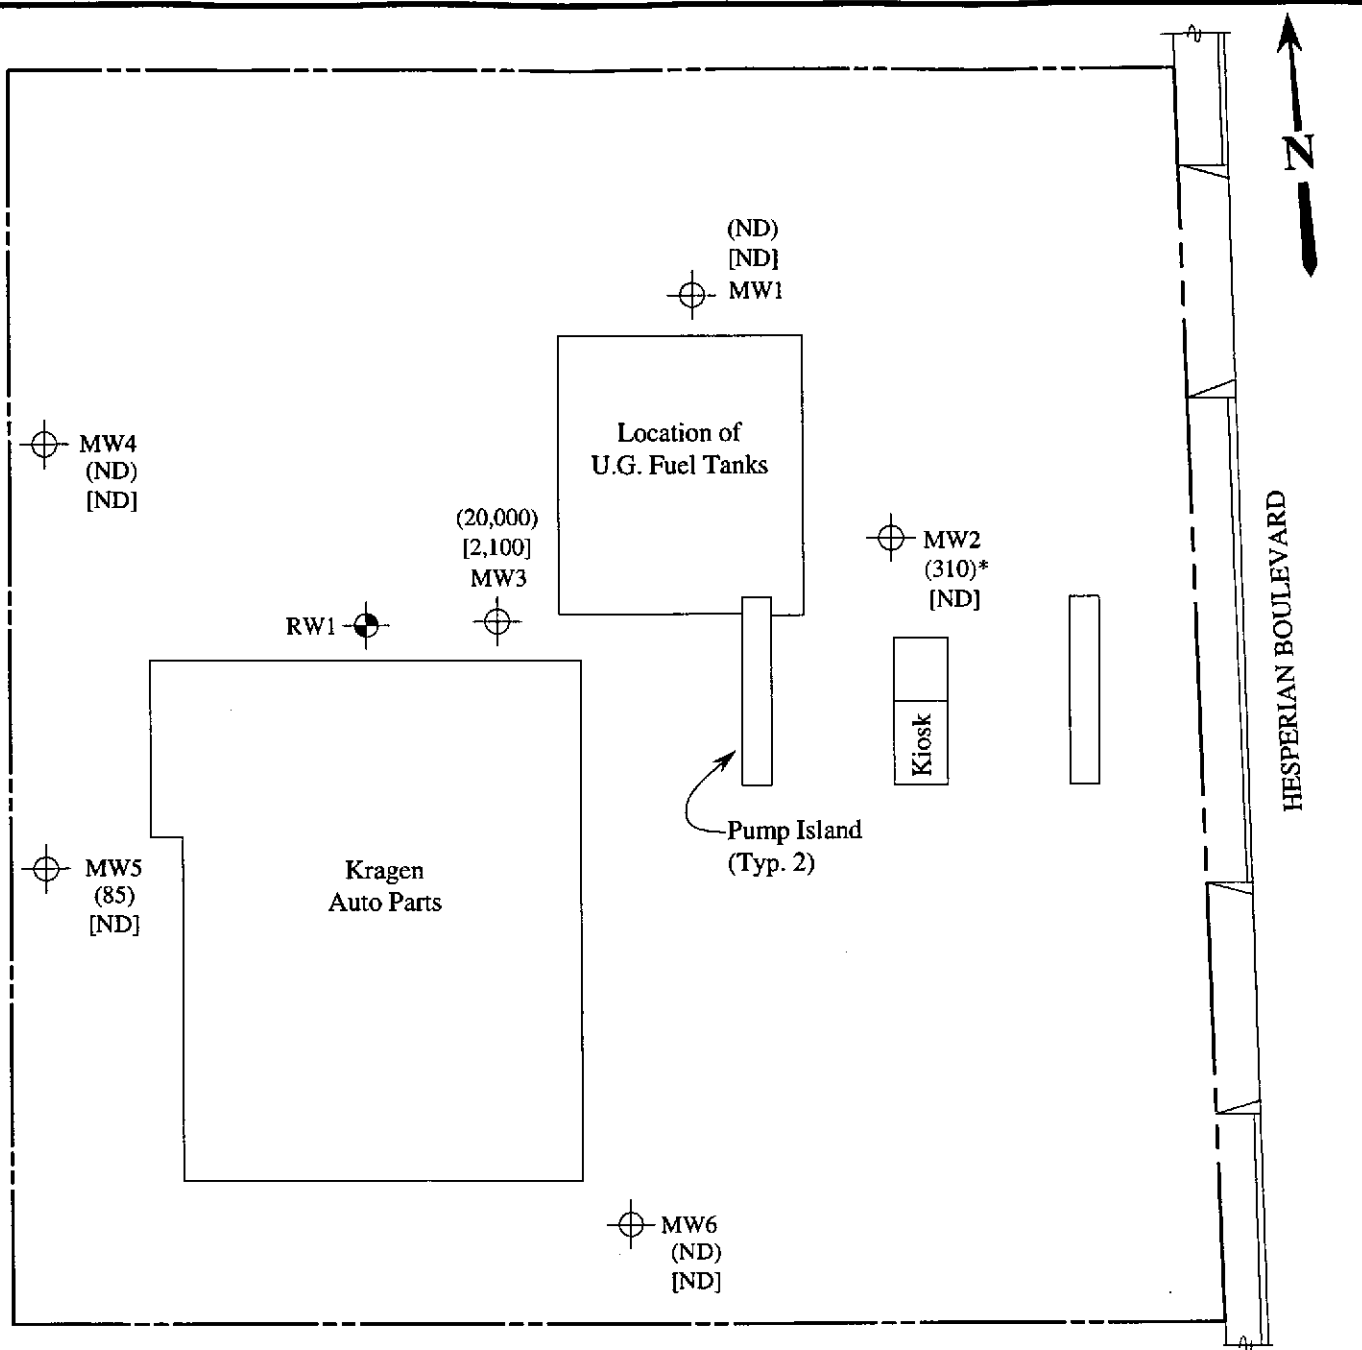 N
(ND)
[ND]
MW1
Location of
U.G. Fuel Tanks
MW4
(ND)
[ND]
(20,000)
[2,100]
MW3
MW2
(310)*
[ND]
RW1
HESPERIAN BOULEVARD
Kiosk
Pump Island
(Typ. 2)
MW5
(85)
[ND]
Kragen
Auto Parts
MW6
(ND)
[ND]